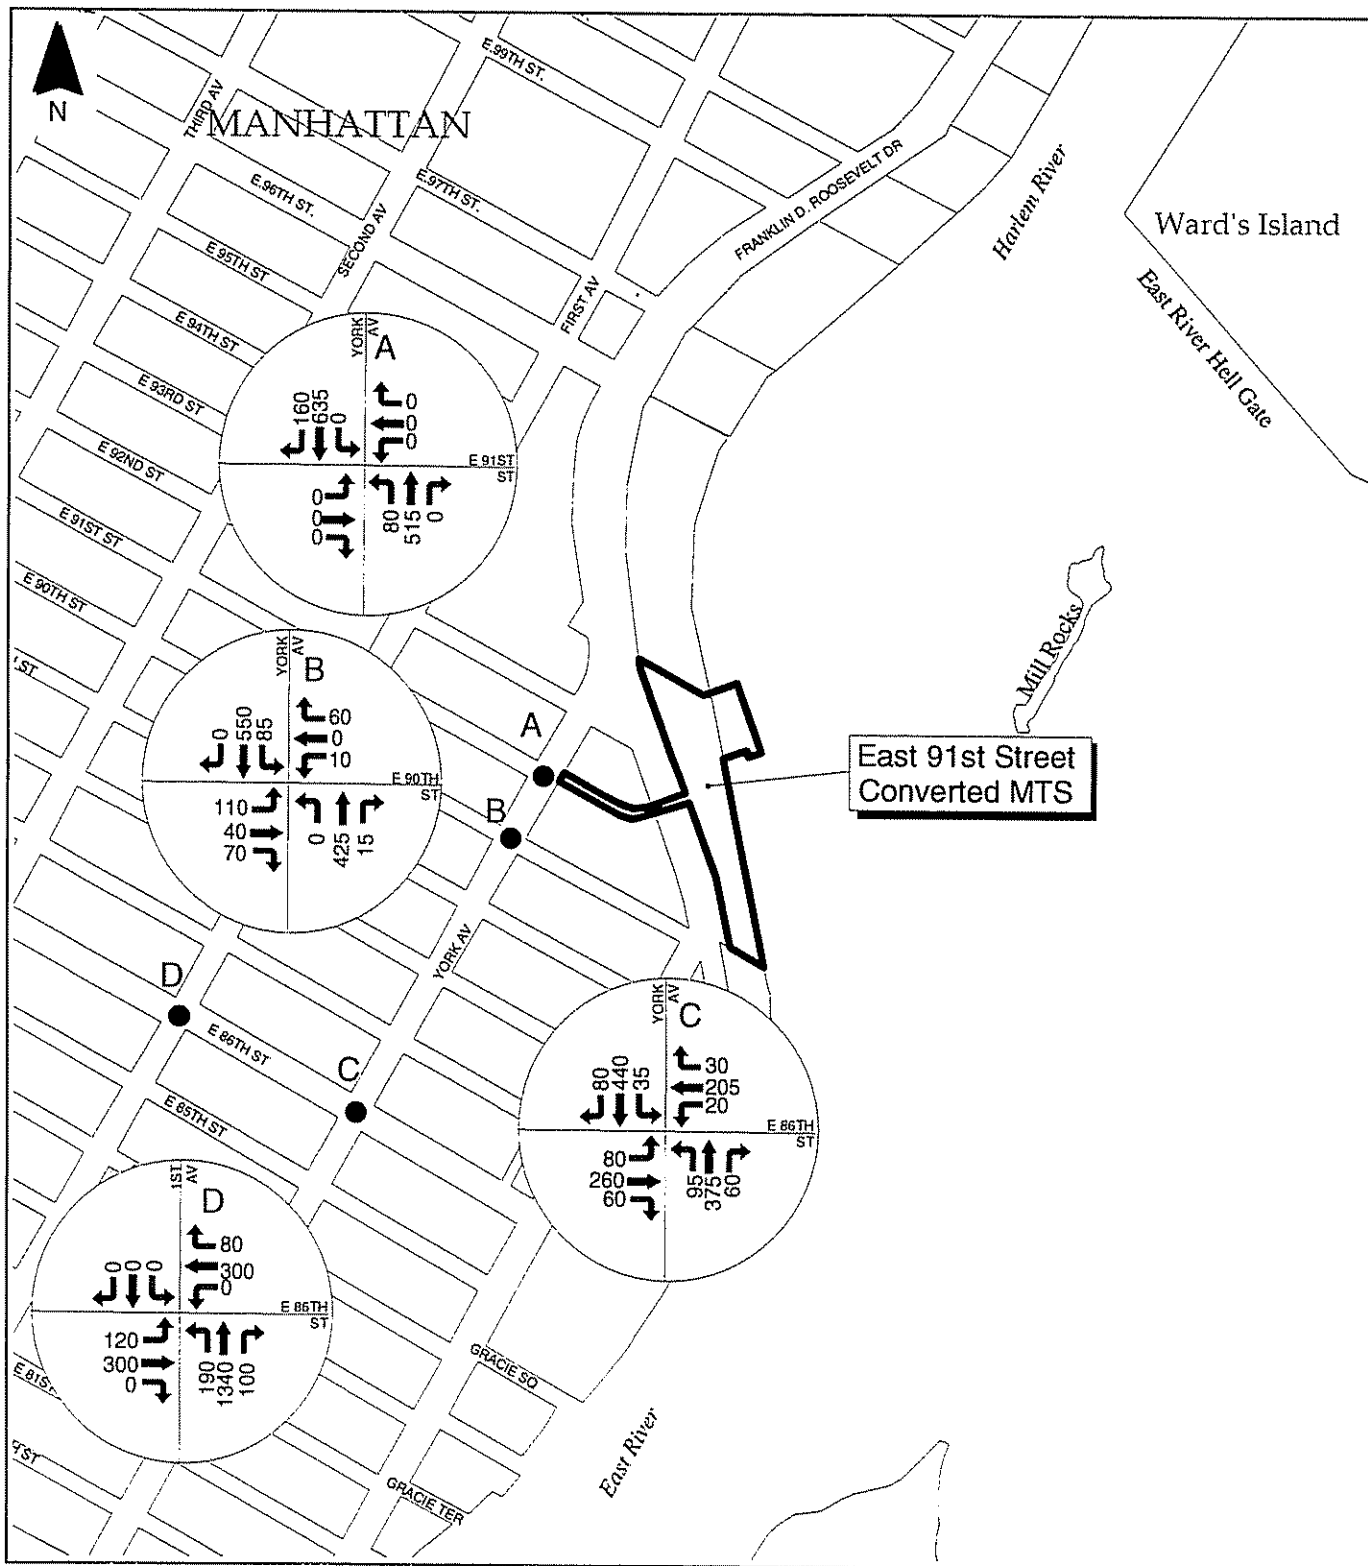 N
MANHATTAN
THIRD AV
E.99TH ST.
E.96TH ST.
E.97TH ST.
SECOND AV
E 95TH ST
E 94TH ST
E 93RD ST
E 92ND ST
E 91ST ST
E 90TH ST
FIRST AV
FRANKLIN D. ROOSEVELT DR
Harlem River
Ward's Island
East River Hell Gate
Mill Rocks
YORK AV
A
160 635 0
0
0
0
E 91ST
ST
0
0
0
80 515 0
YORK AV
B
0 550 85
60
0
10
E 90TH
ST
110
40
70
0 425 15
A
B
East 91st Street
Converted MTS
YORK AV
D
C
E 86TH ST
E 85TH ST
YORK AV
C
80 440 35
30
205
20
E 86TH
ST
80
260
60
95 375 60
1ST AV
D
0 0 0
80
300
0
E 86TH
ST
120
300
0
190 1340 100
E 81ST
GRACIE SQ
GRACIE TER
East River
ST
ST